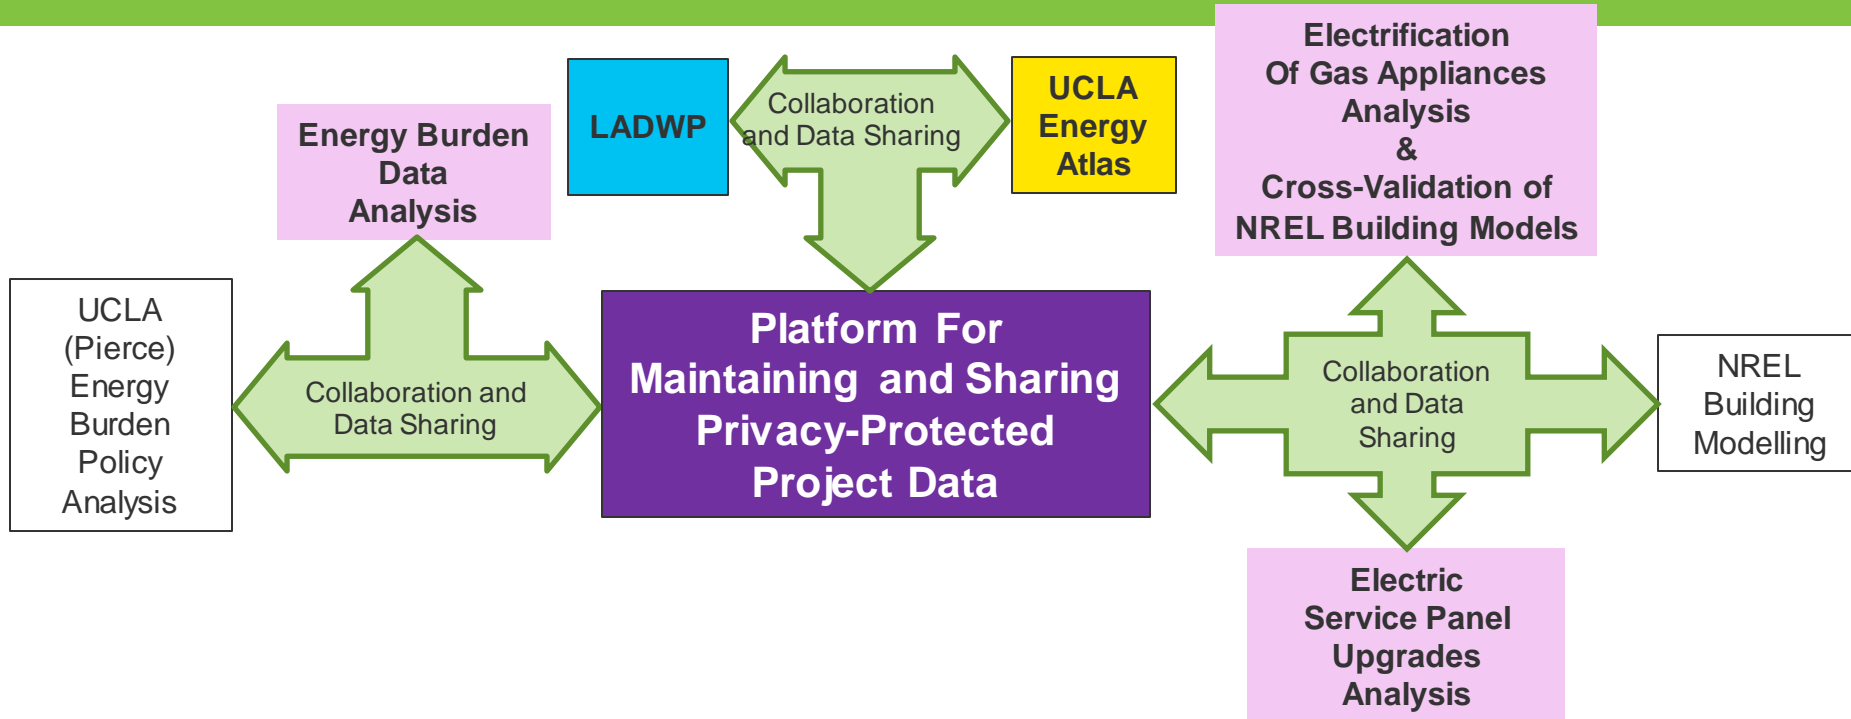 Energy Burden
Data
Analysis
LADWP
Collaboration
and Data Sharing
UCLA
Energy
Atlas
Electrification
Of Gas Appliances
Analysis
&
Cross-Validation of
NREL Building Models
UCLA
(Pierce)
Energy
Burden
Policy
Analysis
Collaboration and
Data Sharing
Platform For
Maintaining and Sharing
Privacy-Protected
Project Data
Collaboration
and Data
Sharing
NREL
Building
Modelling
Electric
Service Panel
Upgrades
Analysis